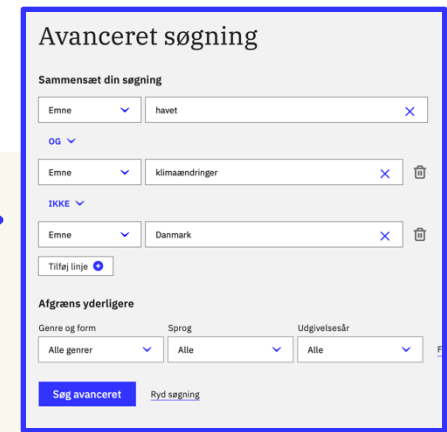 Avanceret søgning
Sammensæt din søgning
Emne havet
OG
Emne klimaændringer
IKKE
Emne Danmark
Tilføj linje
Afgræns yderligere
Genre og form Sprog Udgivelsesår
Alle genrer Alle Alle
Søg avanceret Ryd søgning